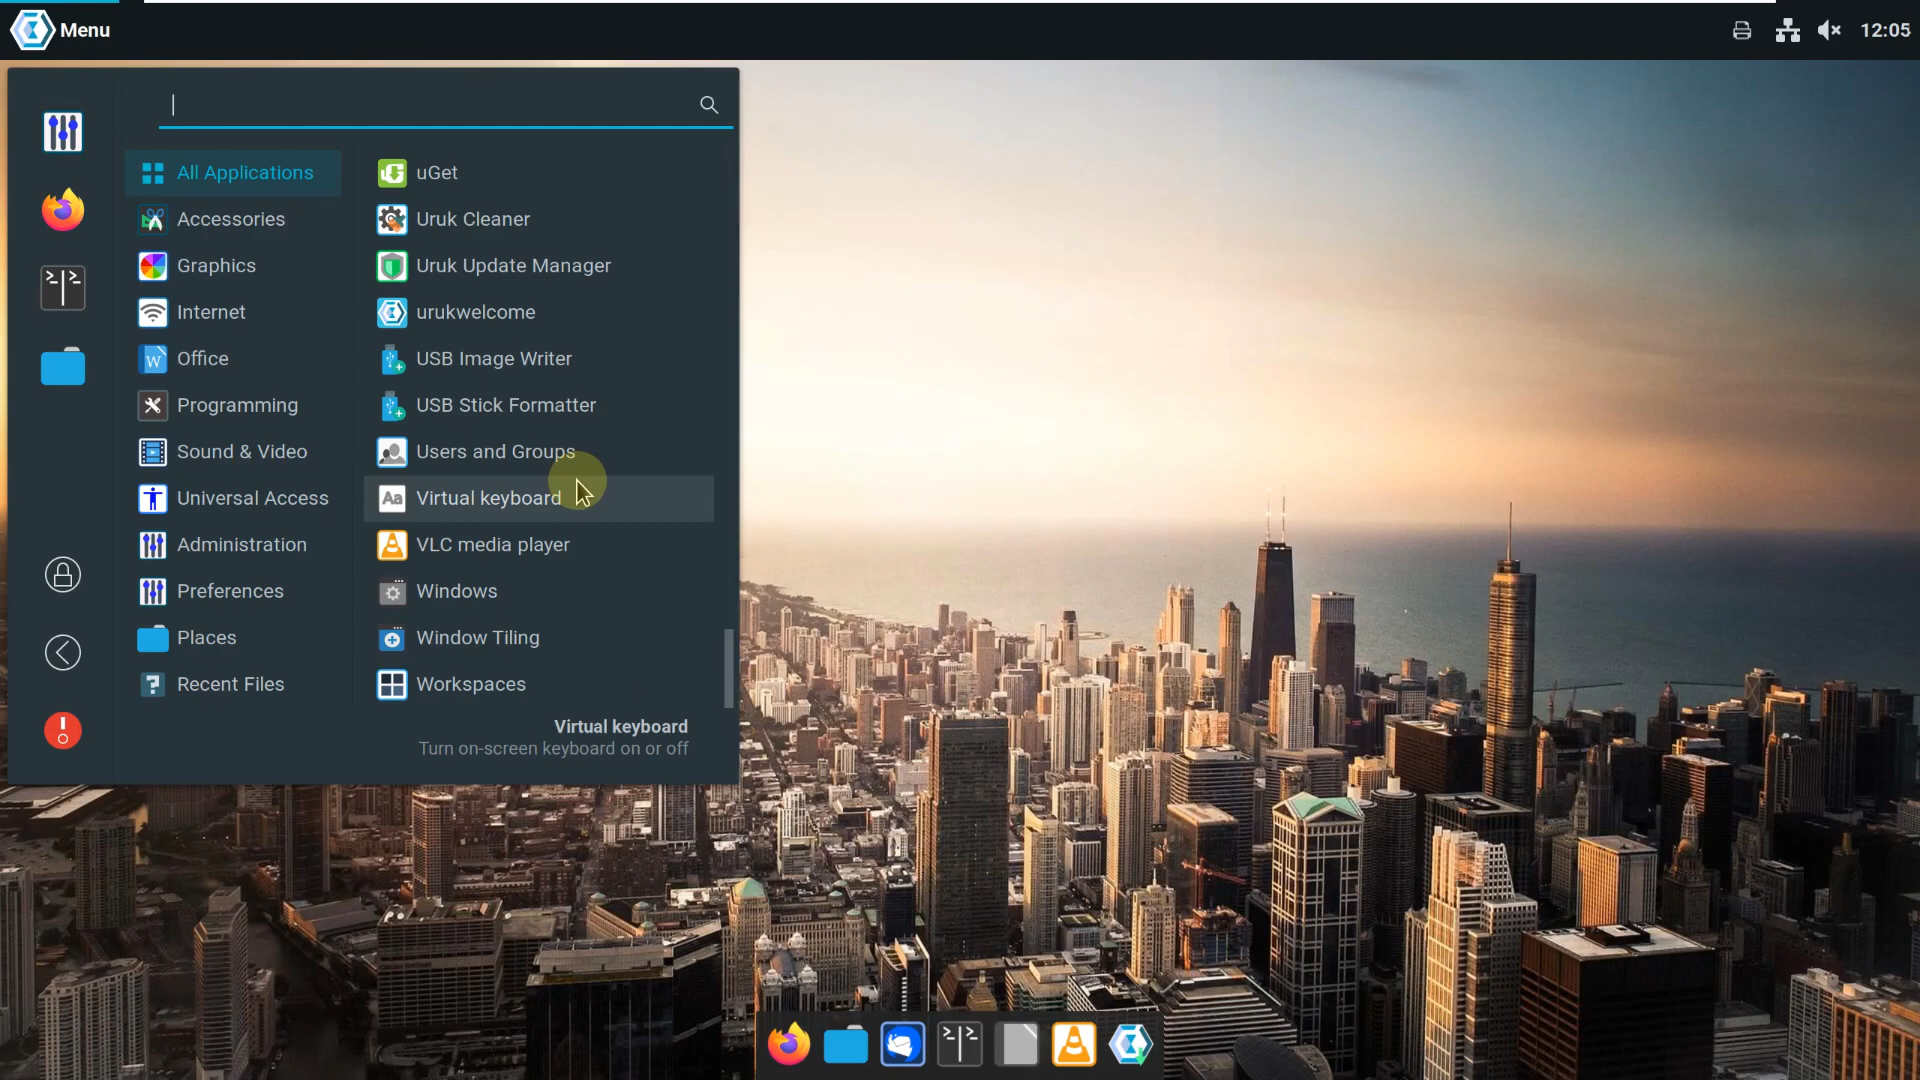 Menu
12:05
All Applications
Accessories
Graphics
Internet
Office
Programming
Sound & Video
Universal Access
Administration
Preferences
Places
Recent Files
uGet
Uruk Cleaner
Uruk Update Manager
urukwelcome
USB Image Writer
USB Stick Formatter
Users and Groups
Virtual keyboard
VLC media player
Windows
Window Tiling
Workspaces
Virtual keyboard
Turn on-screen keyboard on or off